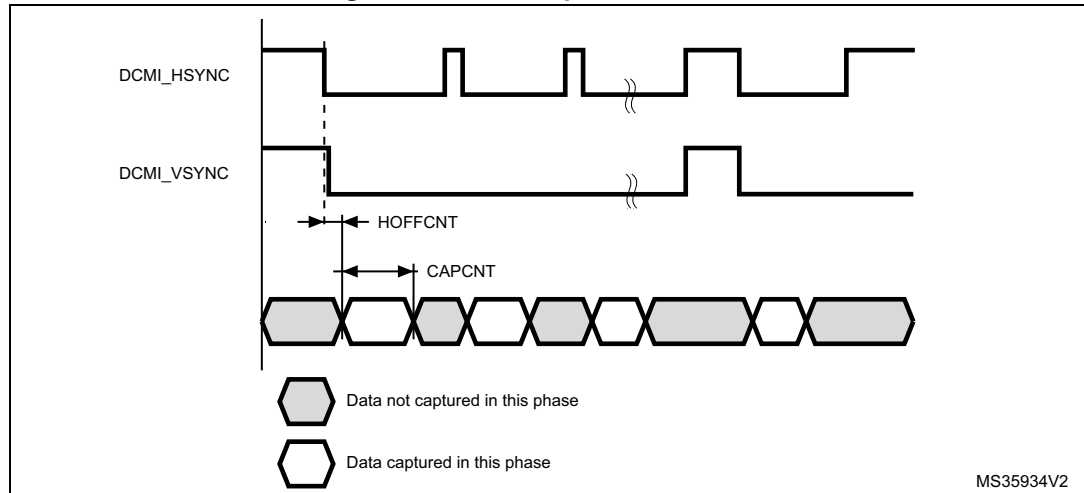 DCMI_HSYNC
DCMI_VSYNC
HOFFCNT
CAPCNT
Data not captured in this phase
Data captured in this phase
MS35934V2